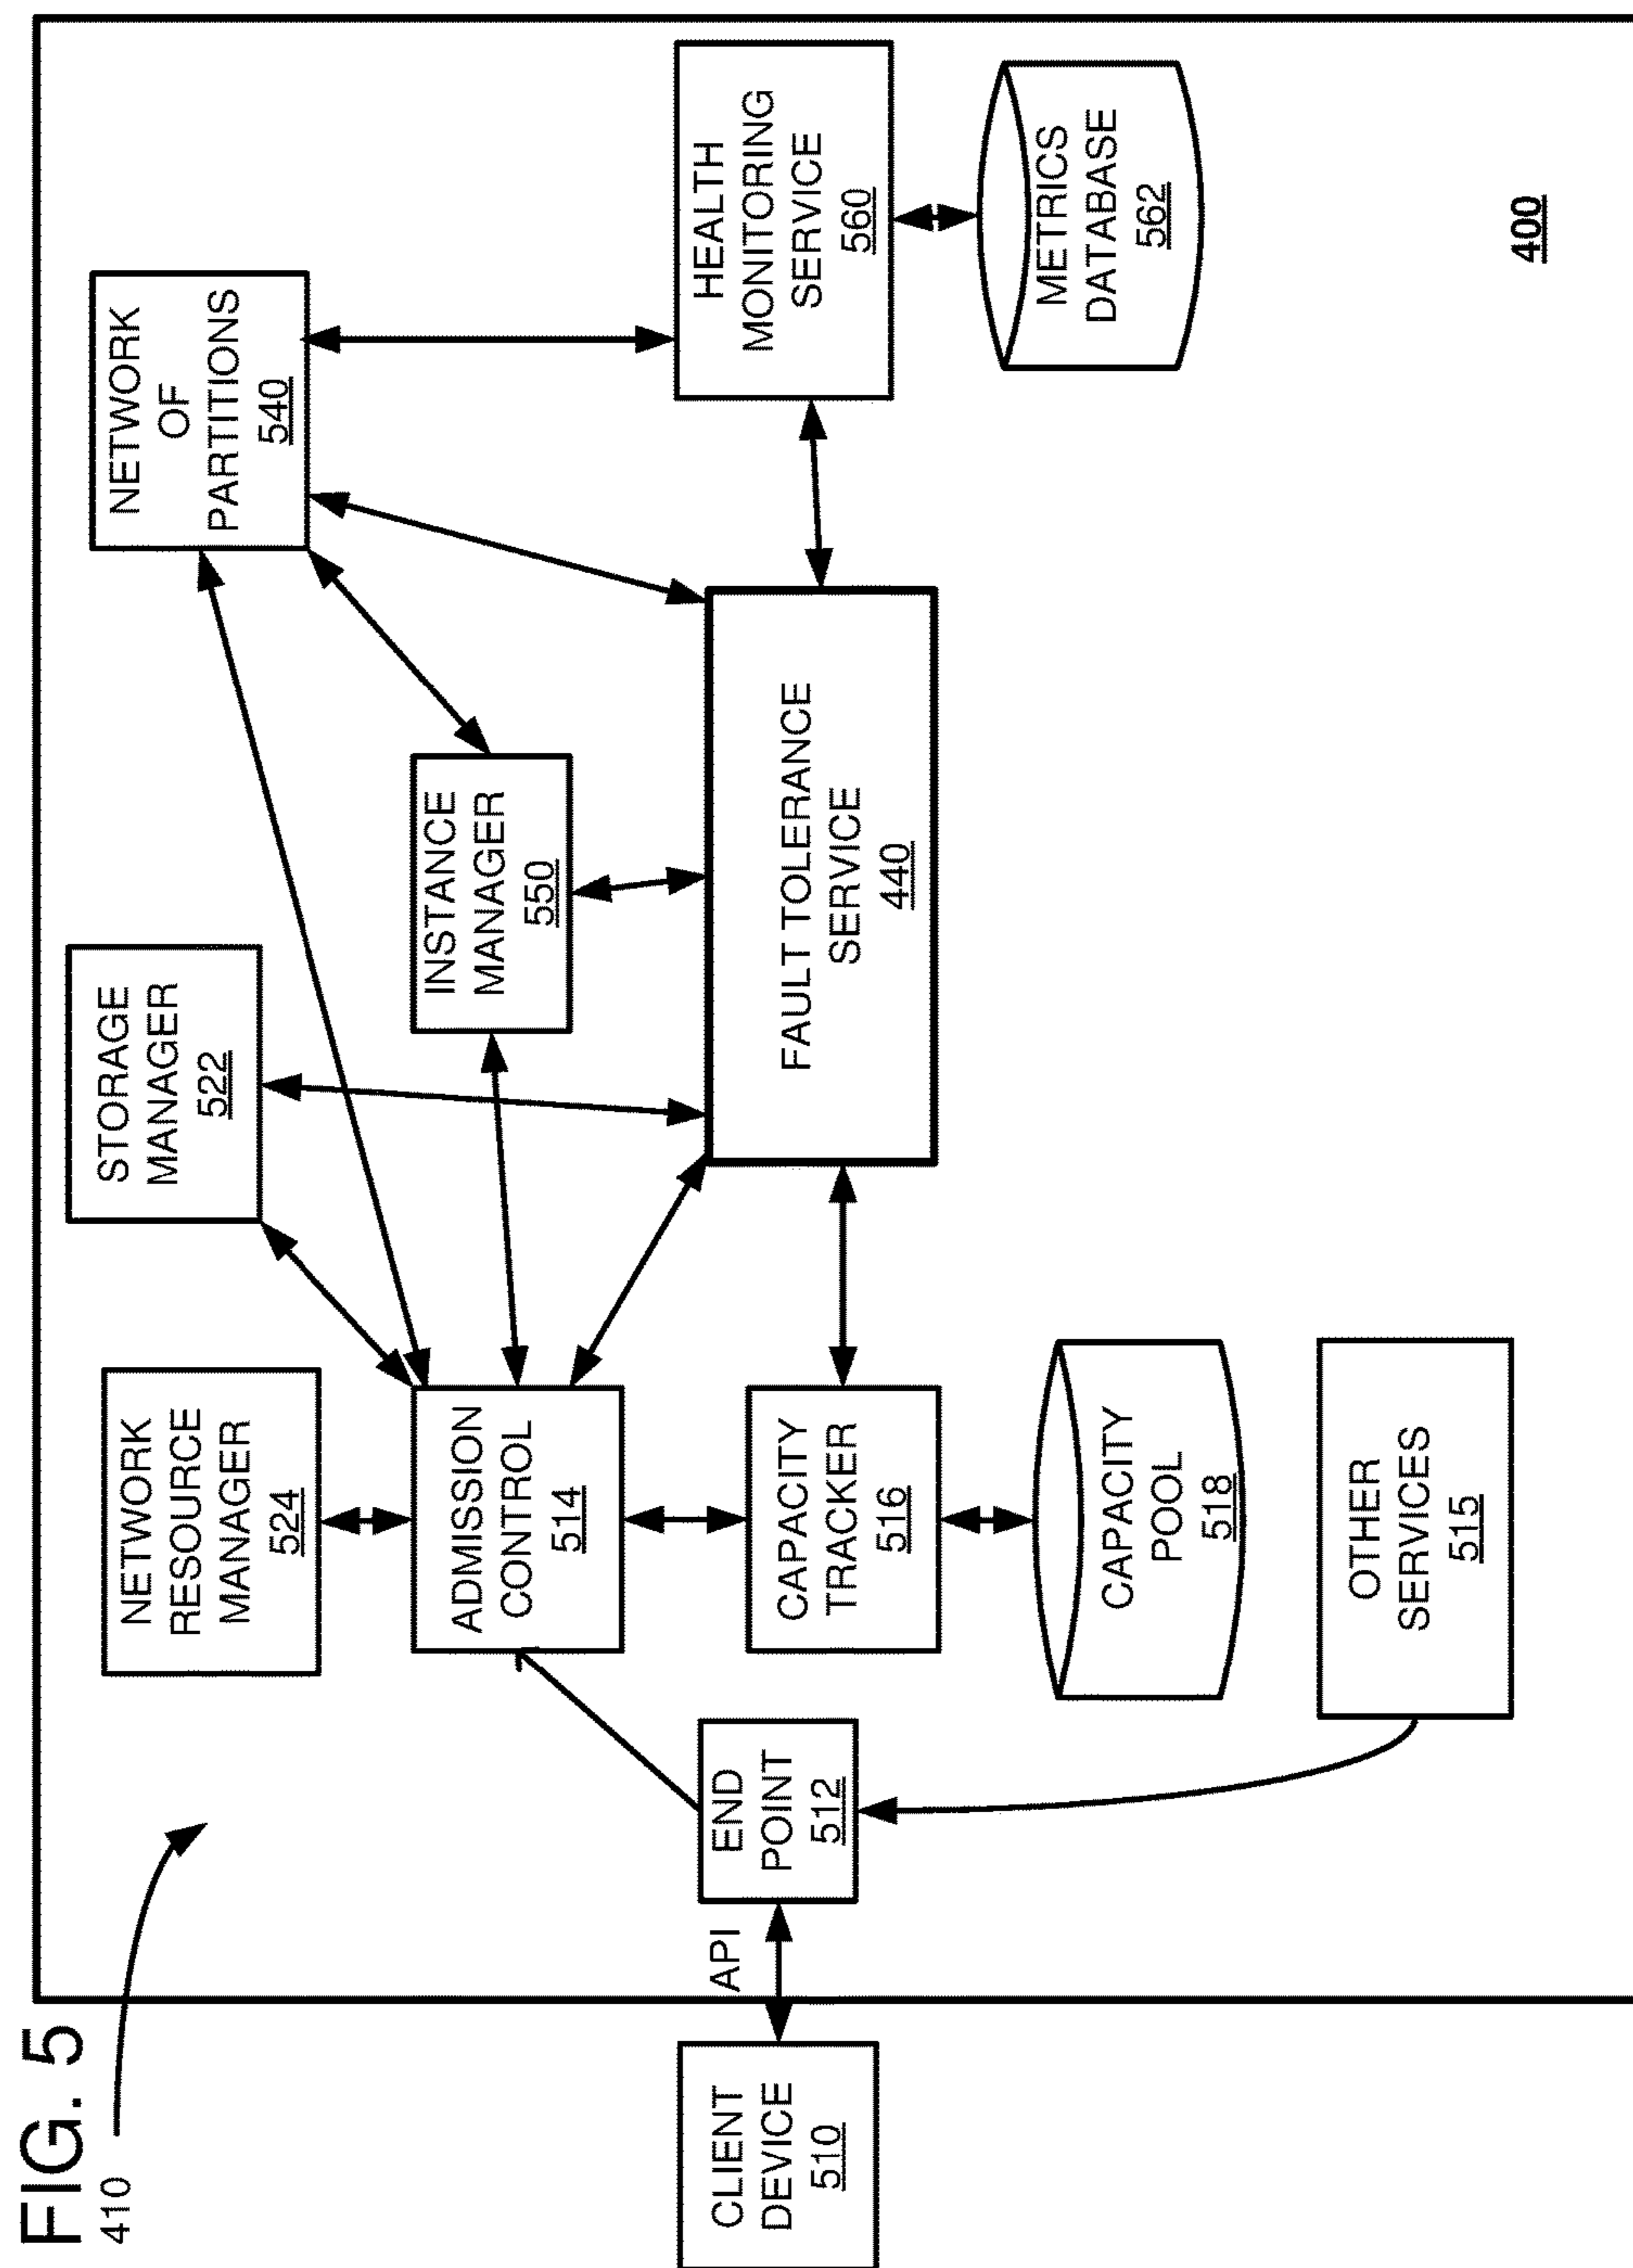 FIG. 5
410
NETWORK
RESOURCE
MANAGER
524
STORAGE
MANAGER
522
NETWORK
OF
PARTITIONS
540
ADMISSION
CONTROL
514
INSTANCE
MANAGER
550
HEALTH
MONITORING
SERVICE
560
CLIENT
DEVICE
510
API
END
POINT
512
CAPACITY
TRACKER
516
FAULT TOLERANCE
SERVICE
440
METRICS
DATABASE
562
CAPACITY
POOL
518
OTHER
SERVICES
515
400